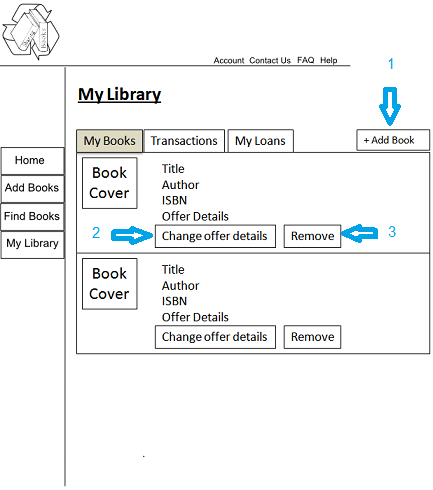 Account Contact Us FAQ Help
1
My Library
My Books Transactions My Loans + Add Book
Home
Add Books
Find Books
My Library
Book
Cover
Title
Author
ISBN
Offer Details
2 Change offer details Remove 3
Book
Cover
Title
Author
ISBN
Offer Details
Change offer details Remove